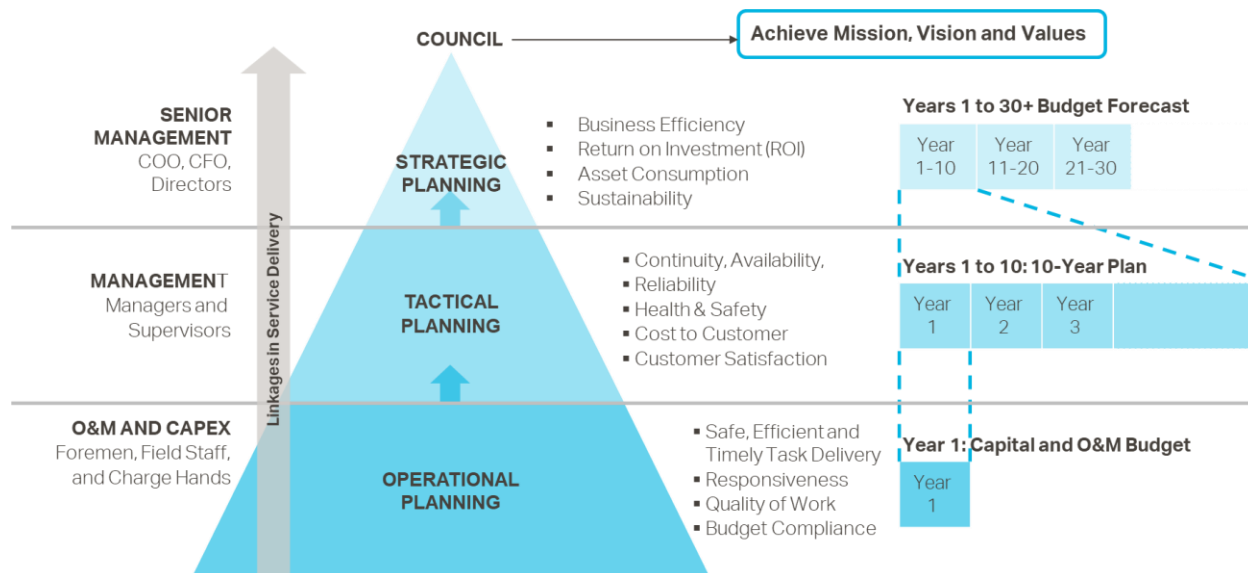 COUNCIL
Achieve Mission, Vision and Values
SENIOR
MANAGEMENT
COO, CFO,
Directors
STRATEGIC
PLANNING
▪ Business Efficiency
▪ Return on Investment (ROI)
▪ Asset Consumption
▪ Sustainability
Years 1 to 30+ Budget Forecast
Year
1-10
Year
11-20
Year
21-30
Linkagesin Service Delivery
MANAGEMENT
Managers and
Supervisors
TACTICAL
PLANNING
▪ Continuity, Availability,
▪ Reliability
▪ Health & Safety
▪ Cost to Customer
▪ Customer Satisfaction
Years 1 to 10: 10-Year Plan
Year
1
Year
2
Year
3
O&M AND CAPEX
Foremen, Field Staff,
and Charge Hands
OPERATIONAL
PLANNING
▪ Safe, Efficient and
Timely Task Delivery
▪ Responsiveness
▪ Quality of Work
▪ Budget Compliance
Year 1: Capital and O&M Budget
Year
1